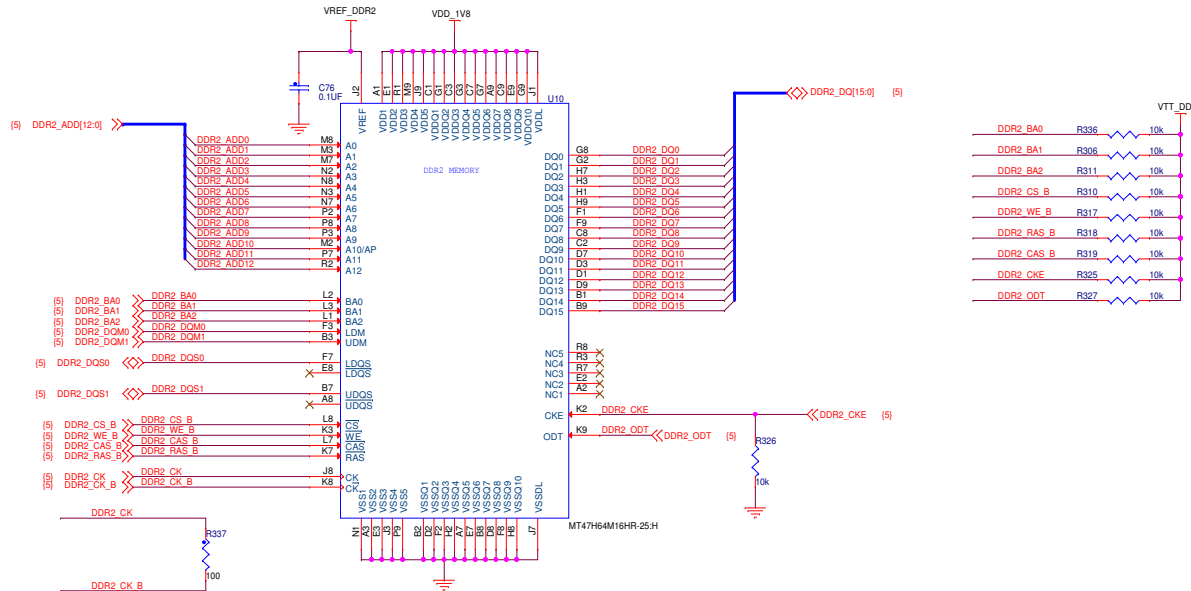 VREF_DDR2
VDD_1V8
C76
0.1UF
J2 A1 E1 R1 M9 J9 C1 G1 C3 G3 C7 G7 A9 C9 E9 G9 J1
U10
VREF VDD1 VDD2 VDD3 VDD4 VDD5 VDDQ1 VDDQ2 VDDQ3 VDDQ4 VDDQ5 VDDQ6 VDDQ7 VDDQ8 VDDQ9 VDDQ10 VDDL
DDR2 MEMORY
{5} DDR2_ADD[12:0]
DDR2_ADD0 M8 A0
DDR2_ADD1 M3 A1
DDR2_ADD2 M7 A2
DDR2_ADD3 N2 A3
DDR2_ADD4 N8 A4
DDR2_ADD5 N3 A5
DDR2_ADD6 N7 A6
DDR2_ADD7 P2 A7
DDR2_ADD8 P8 A8
DDR2_ADD9 P3 A9
DDR2_ADD10 M2 A10/AP
DDR2_ADD11 P7 A11
DDR2_ADD12 R2 A12
{5} DDR2_BA0 DDR2_BA0 L2 BA0
{5} DDR2_BA1 DDR2_BA1 L3 BA1
{5} DDR2_BA2 DDR2_BA2 L1 BA2
{5} DDR2_DQM0 DDR2_DQM0 F3 LDM
{5} DDR2_DQM1 DDR2_DQM1 B3 UDM
{5} DDR2_DQS0 DDR2_DQS0 F7 LDQS
E8 LDQS
{5} DDR2_DQS1 DDR2_DQS1 B7 UDQS
A8 UDQS
{5} DDR2_CS_B DDR2_CS_B L8 CS
{5} DDR2_WE_B DDR2_WE_B K3 WE
{5} DDR2_CAS_B DDR2_CAS_B L7 CAS
{5} DDR2_RAS_B DDR2_RAS_B K7 RAS
{5} DDR2_CK DDR2_CK J8 CK
{5} DDR2_CK_B DDR2_CK_B K8 CK
DDR2_DQ[15:0] {5}
DQ0 G8 DDR2_DQ0
DQ1 G2 DDR2_DQ1
DQ2 H7 DDR2_DQ2
DQ3 H3 DDR2_DQ3
DQ4 H1 DDR2_DQ4
DQ5 H9 DDR2_DQ5
DQ6 F1 DDR2_DQ6
DQ7 F9 DDR2_DQ7
DQ8 C8 DDR2_DQ8
DQ9 C2 DDR2_DQ9
DQ10 D7 DDR2_DQ10
DQ11 D3 DDR2_DQ11
DQ12 D1 DDR2_DQ12
DQ13 D9 DDR2_DQ13
DQ14 B1 DDR2_DQ14
DQ15 B9 DDR2_DQ15
NC5 R8
NC4 R3
NC3 R7
NC2 E2
NC1 A2
CKE K2 DDR2_CKE DDR2_CKE {5}
ODT K9 DDR2_ODT DDR2_ODT {5}
R326
10k
VSS1 VSS2 VSS3 VSS4 VSS5 VSSQ1 VSSQ2 VSSQ3 VSSQ4 VSSQ5 VSSQ6 VSSQ7 VSSQ8 VSSQ9 VSSQ10 VSSDL
N1 A3 E3 J3 P9 B2 D2 F2 H2 A7 E7 B8 D8 F8 H8 J7
MT47H64M16HR-25:H
DDR2_CK
R337
100
DDR2_CK_B
VTT_DD
DDR2_BA0 R336 10k
DDR2_BA1 R306 10k
DDR2_BA2 R311 10k
DDR2_CS_B R310 10k
DDR2_WE_B R317 10k
DDR2_RAS_B R318 10k
DDR2_CAS_B R319 10k
DDR2_CKE R325 10k
DDR2_ODT R327 10k